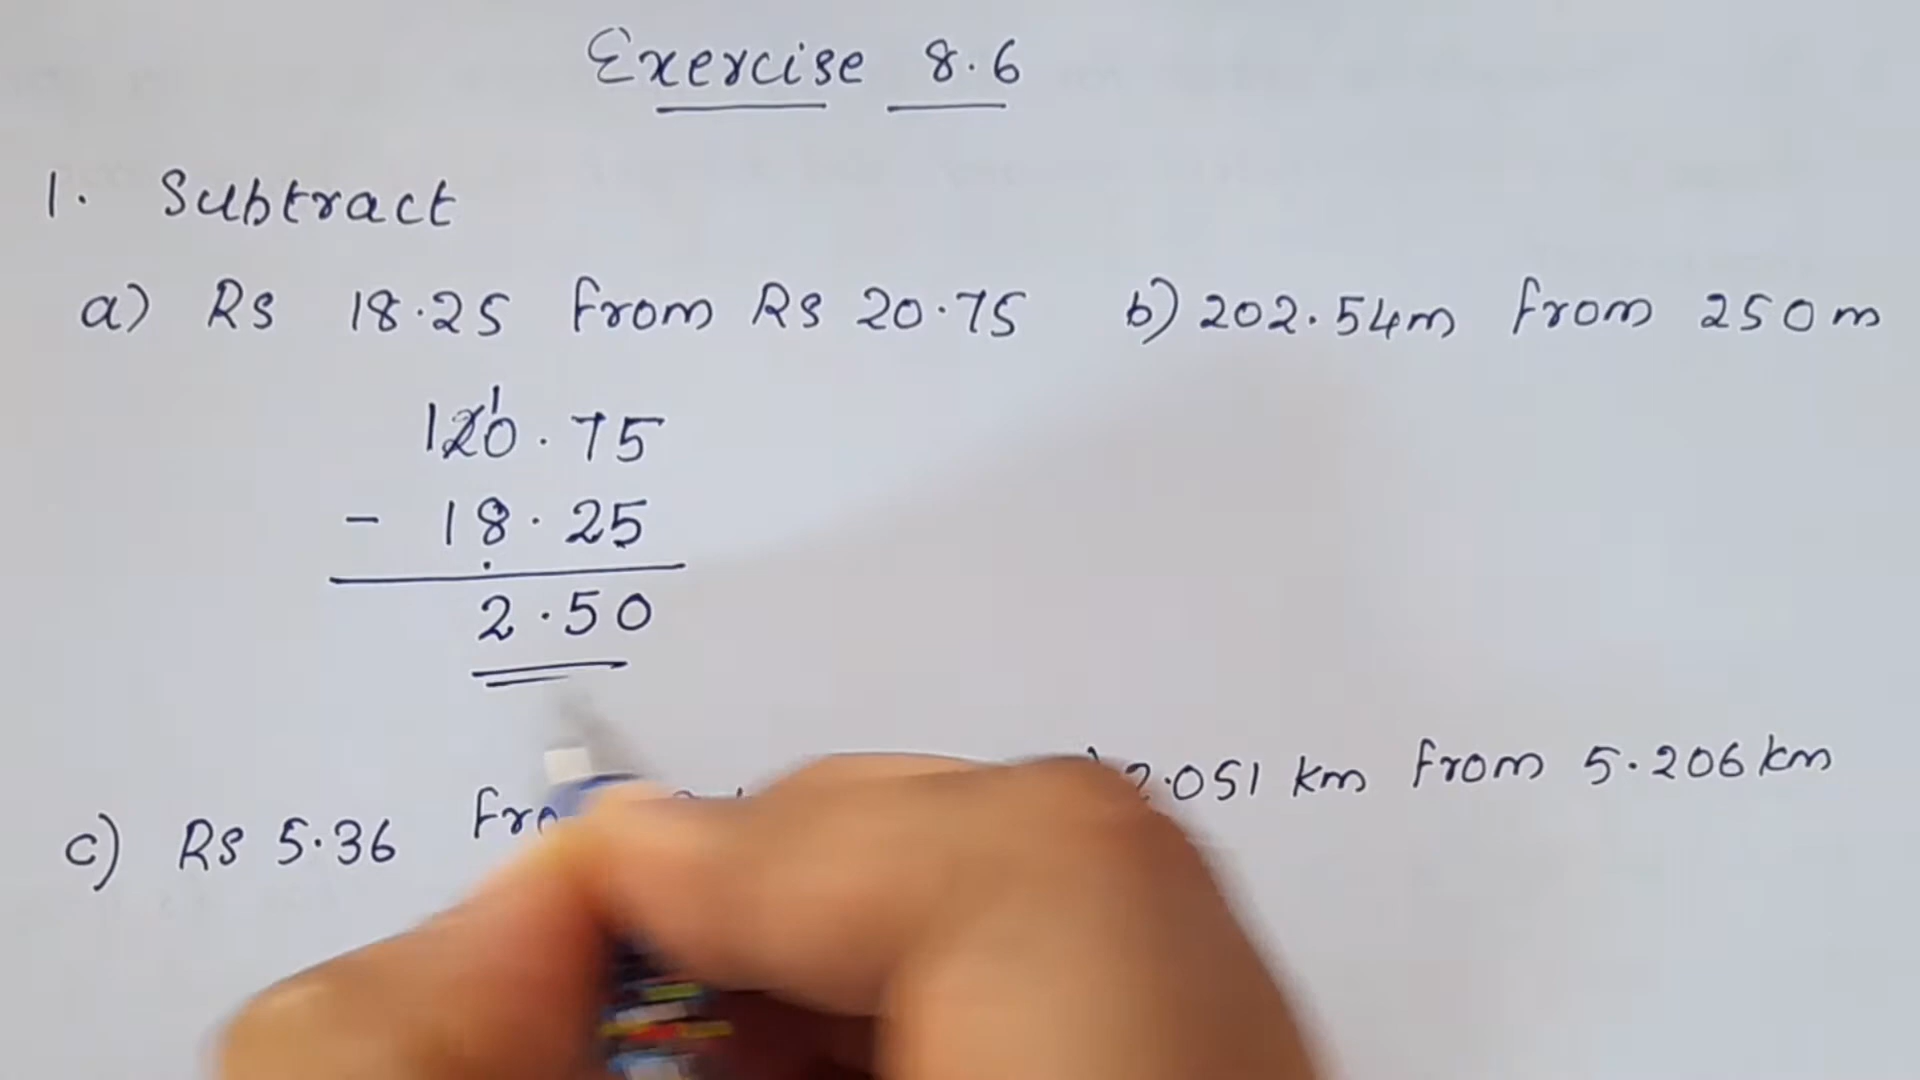 Exercise 8.6
1. Subtract
a) Rs 18.25 from Rs 20.75
b) 202.54m from 250m
1 1
20.75
- 18.25
2.50
c) Rs 5.36
2.051 km from 5.206 km